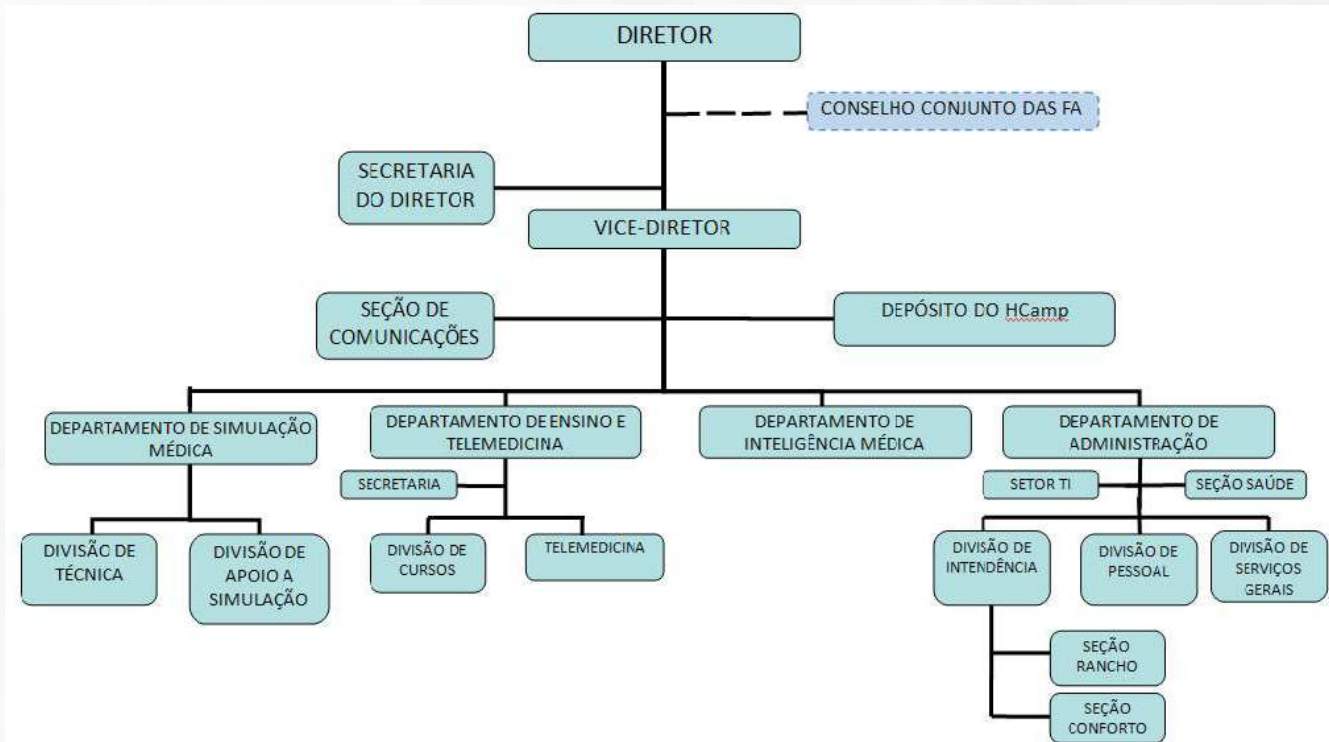 DIRETOR
CONSELHO CONJUNTO DAS FA
SECRETARIA
DO DIRETOR
VICE-DIRETOR
SEÇÃO DE
COMUNICAÇÕES
DEPÓSITO DO HCamp
DEPARTAMENTO DE SIMULAÇÃO
MÉDICA
DEPARTAMENTO DE ENSINO E
TELEMEDICINA
DEPARTAMENTO DE
INTELIGÊNCIA MÉDICA
DEPARTAMENTO DE
ADMINISTRAÇÃO
SECRETARIA
SETOR TI
SEÇÃO SAÚDE
DIVISÃO DE
TÉCNICA
DIVISÃO DE
APOIO A
SIMULAÇÃO
DIVISÃO DE
CURSOS
TELEMEDICINA
DIVISÃO DE
INTENDÊNCIA
DIVISÃO DE
PESSOAL
DIVISÃO DE
SERVIÇOS
GERAIS
SEÇÃO
RANCHO
SEÇÃO
CONFORTO